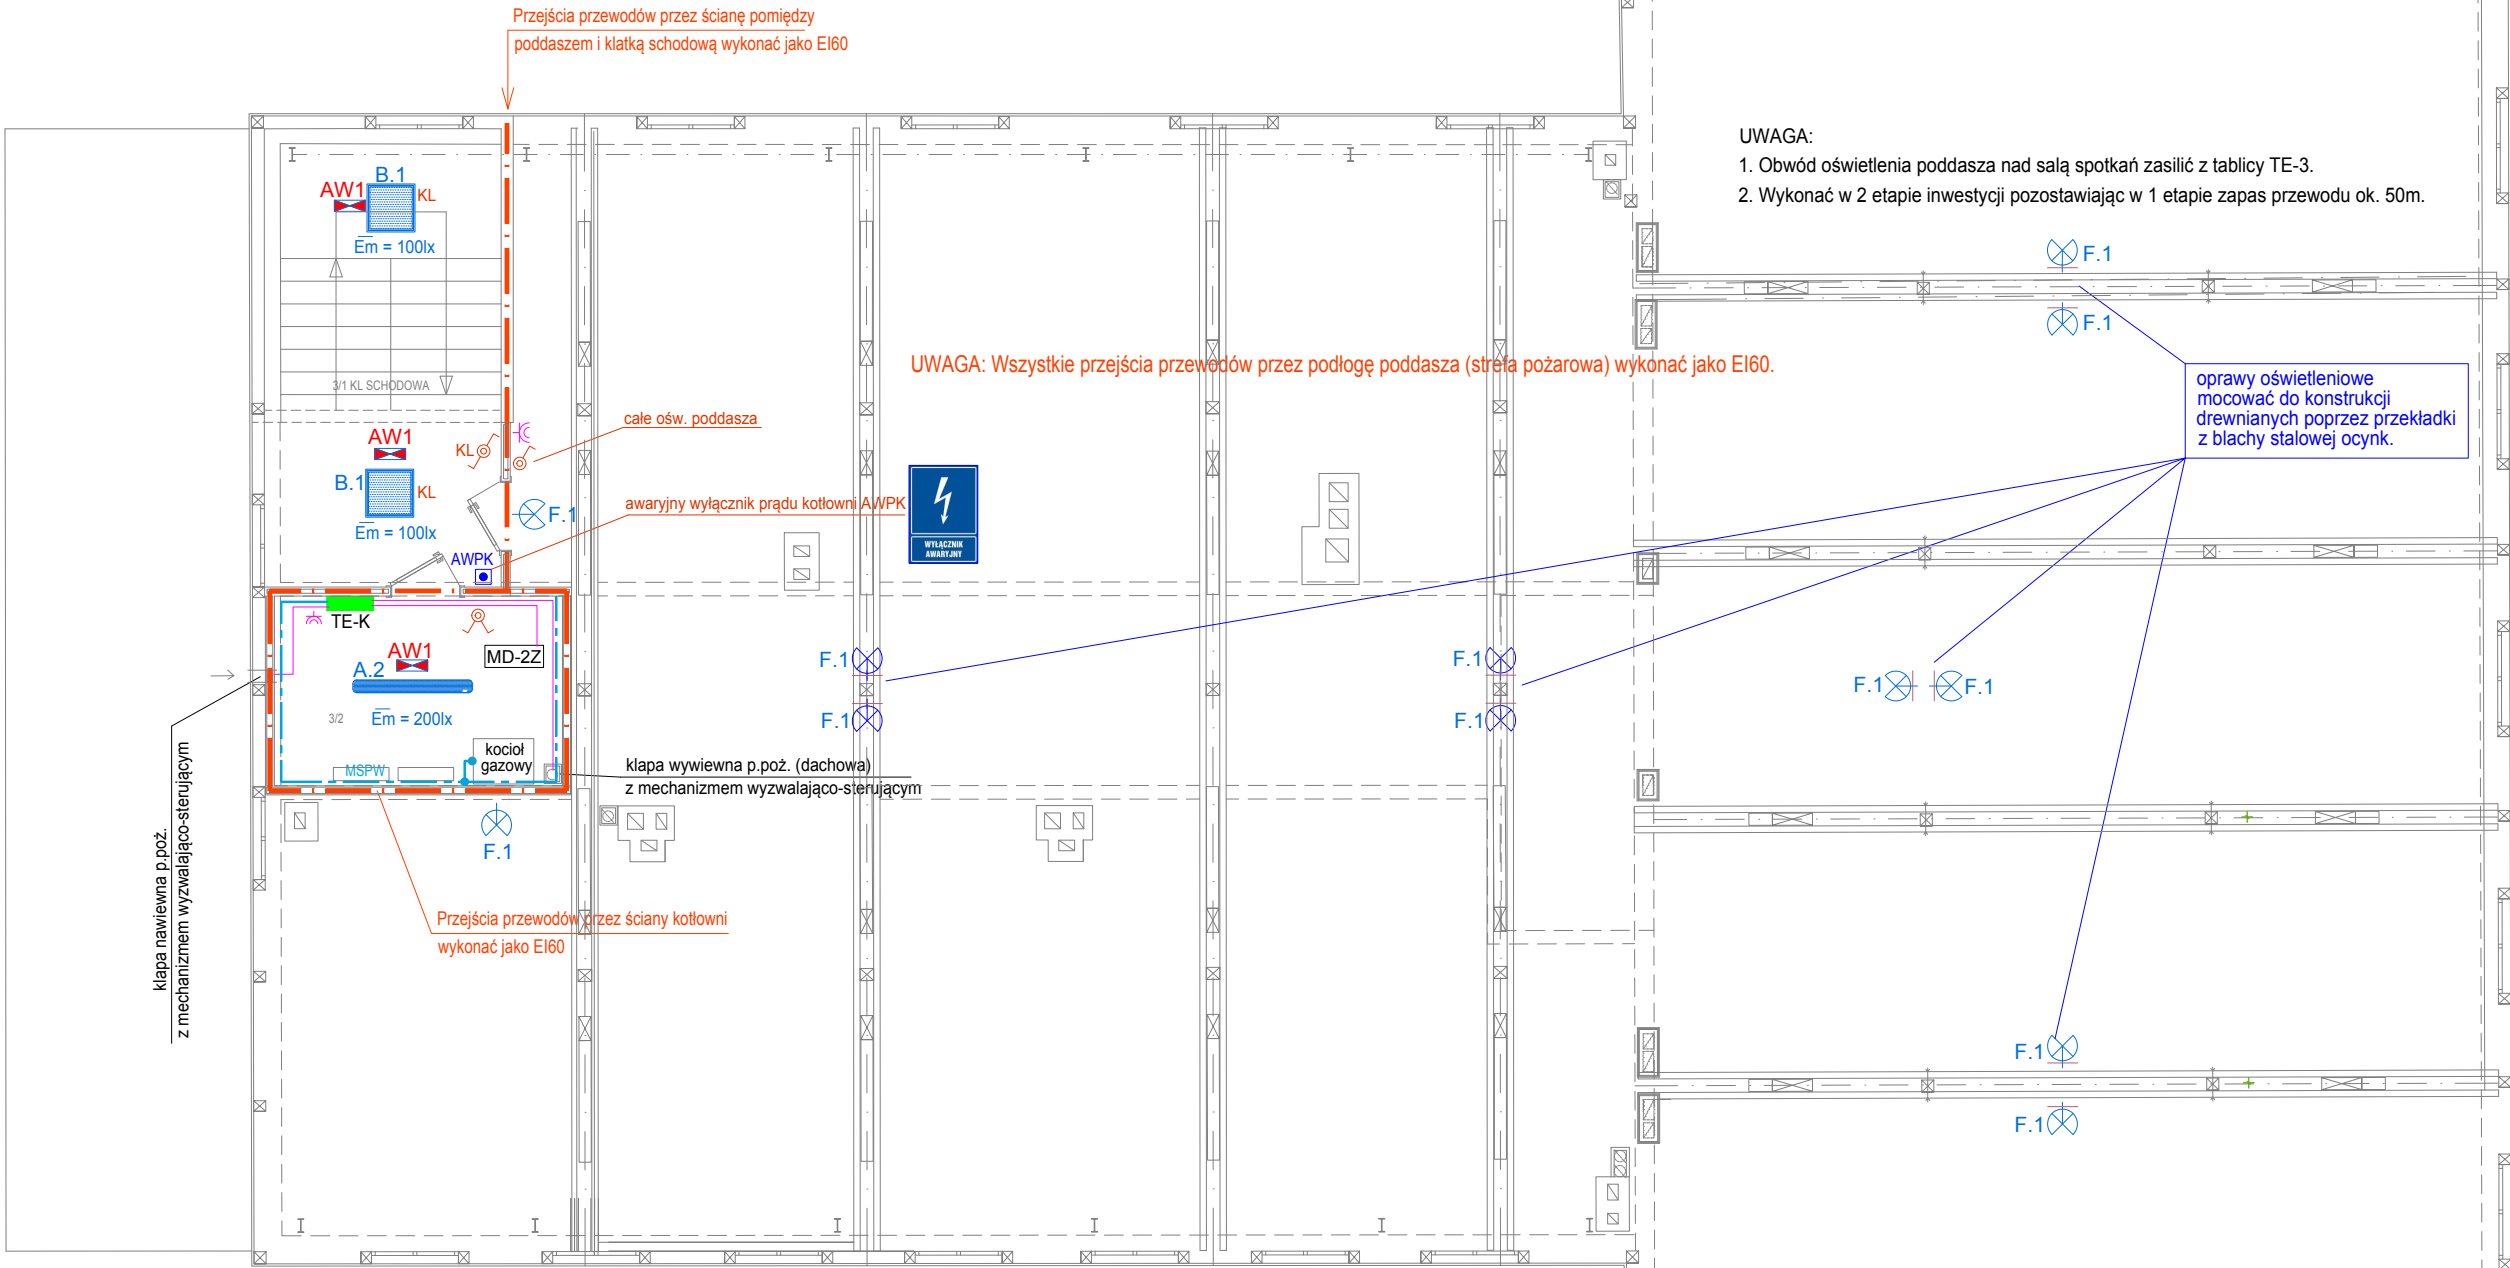 Przejścia przewodów przez ścianę pomiędzy
poddaszem i klatką schodową wykonać jako EI60
UWAGA:
1. Obwód oświetlenia poddasza nad salą spotkań zasilić z tablicy TE-3.
2. Wykonać w 2 etapie inwestycji pozostawiając w 1 etapie zapas przewodu ok. 50m.
B.1
AW1
KL
Em = 100lx
F.1
F.1
3/1 KL SCHODOWA
UWAGA: Wszystkie przejścia przewodów przez podłogę poddasza (strefa pożarowa) wykonać jako EI60.
oprawy oświetleniowe
mocować do konstrukcji
drewnianych poprzez przekładki
z blachy stalowej ocynk.
całe ośw. poddasza
AW1
KL
B.1
KL
Em = 100lx
F.1
awaryjny wyłącznik prądu kotłowni AWPK
WYŁĄCZNIK
AWARYJNY
AWPK
TE-K
AW1
MD-2Z
A.2
3/2
Em = 200lx
F.1
F.1
F.1
F.1
F.1
F.1
kocioł
gazowy
MSPW
klapa wywiewna p.poż. (dachowa)
z mechanizmem wyzwalająco-sterującym
F.1
klapa nawiewna p.poż.
z mechanizmem wyzwalająco-sterującym
Przejścia przewodów przez ściany kotłowni
wykonać jako EI60
F.1
F.1